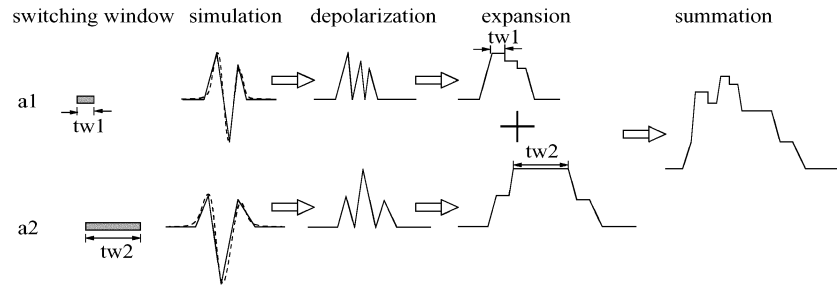 switching window simulation depolarization expansion summation
tw1
a1
tw1
tw2
a2
tw2